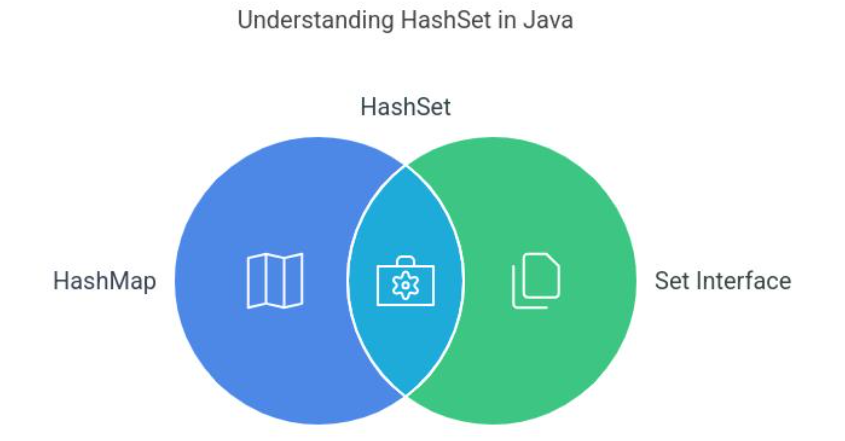 Understanding HashSet in Java
HashSet
HashMap
Set Interface